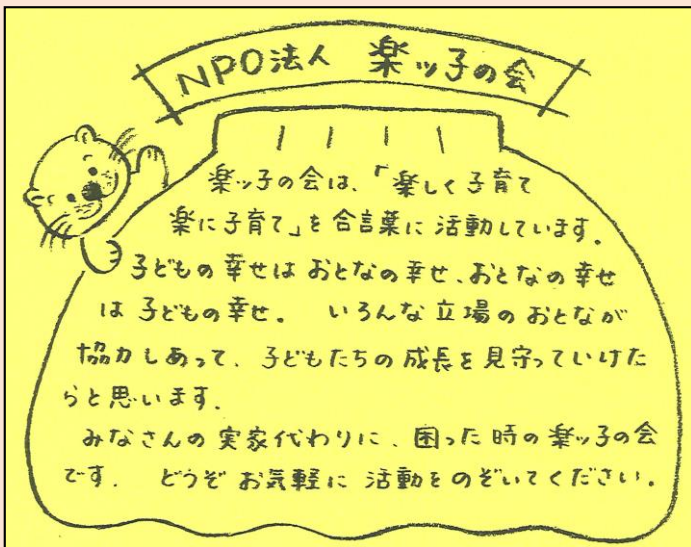 NPO法人 楽ッ子の会
楽ッ子の会は、「楽しく子育て
楽に子育て」を合言葉に活動しています。
子どもの幸せは おとなの幸せ、おとなの幸せ
は 子どもの幸せ。 いろんな立場の おとなが
協力しあって、子どもたちの成長を見守っていけた
らと思います.
みなさんの実家代わりに、困った時の楽ッ子の会
です. どうぞ お気軽に 活動をのぞいてください。